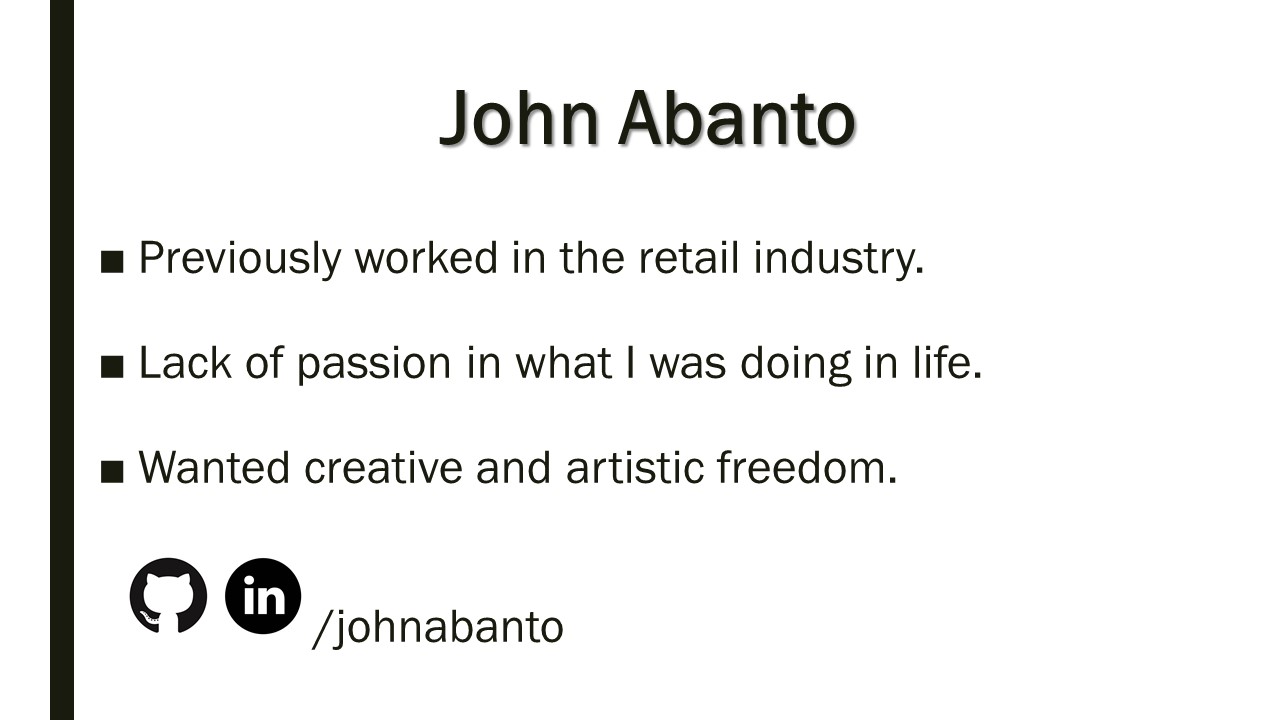 John Abanto
■ Previously worked in the retail industry.
■ Lack of passion in what I was doing in life.
■ Wanted creative and artistic freedom.
in /johnabanto